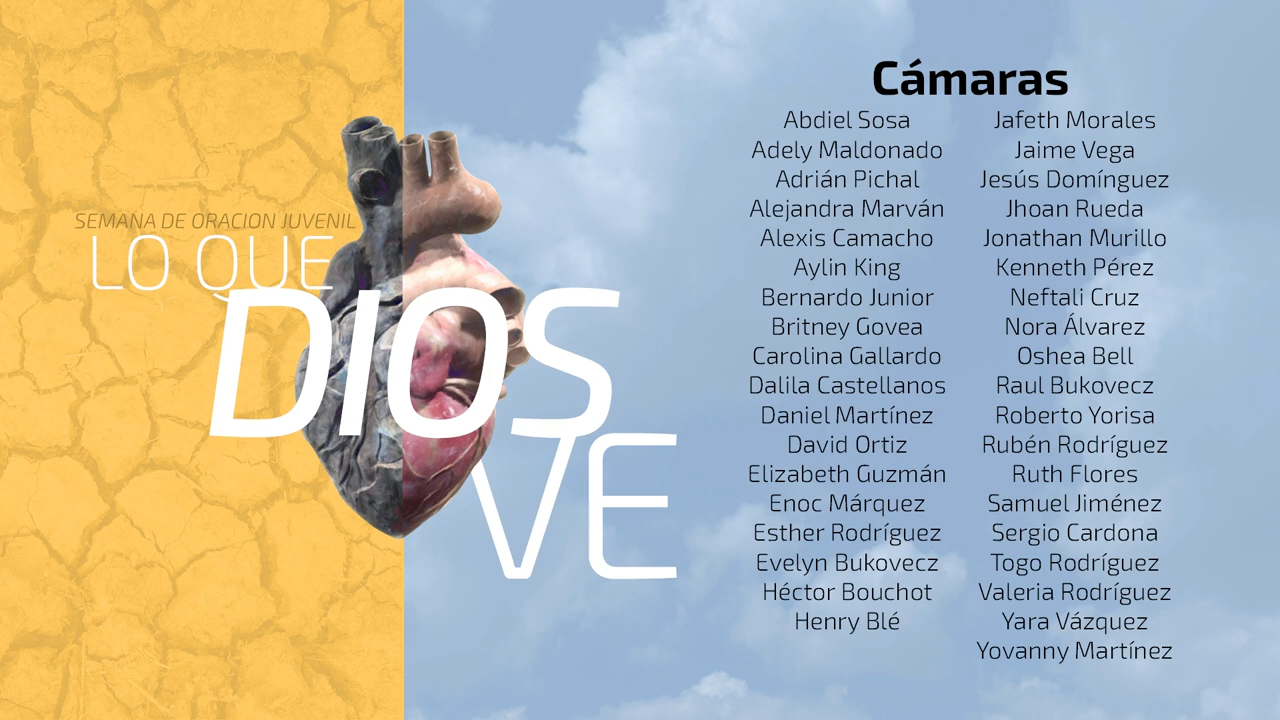 SEMANA DE ORACION JUVENIL
LO QUE
DIOS
VE
Cámaras
Abdiel Sosa
Adely Maldonado
Adrián Pichal
Alejandra Marván
Alexis Camacho
Aylin King
Bernardo Junior
Britney Govea
Carolina Gallardo
Dalila Castellanos
Daniel Martínez
David Ortiz
Elizabeth Guzmán
Enoc Márquez
Esther Rodríguez
Evelyn Bukovecz
Héctor Bouchot
Henry Blé
Jafeth Morales
Jaime Vega
Jesús Domínguez
Jhoan Rueda
Jonathan Murillo
Kenneth Pérez
Neftali Cruz
Nora Álvarez
Oshea Bell
Raul Bukovecz
Roberto Yorisa
Rubén Rodríguez
Ruth Flores
Samuel Jiménez
Sergio Cardona
Togo Rodríguez
Valeria Rodríguez
Yara Vázquez
Yovanny Martínez